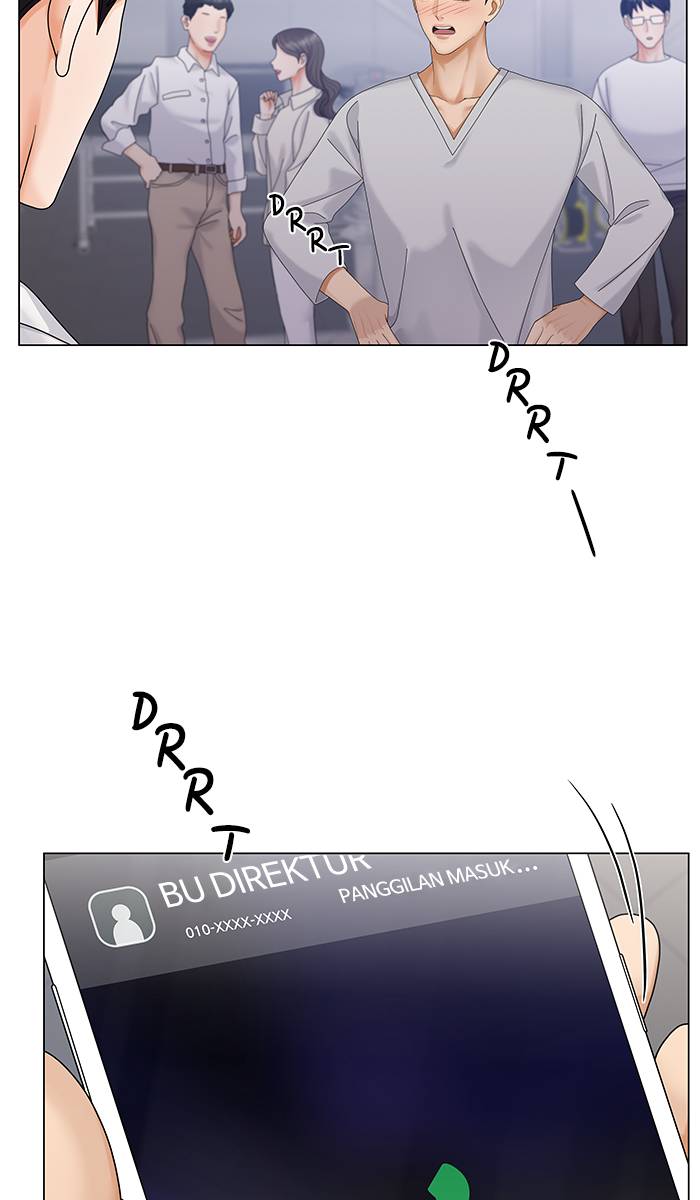 DRRT
DRRT
DRRT
BU DIREKTUR
PANGGILAN MASUK...
010-XXXX-XXXX